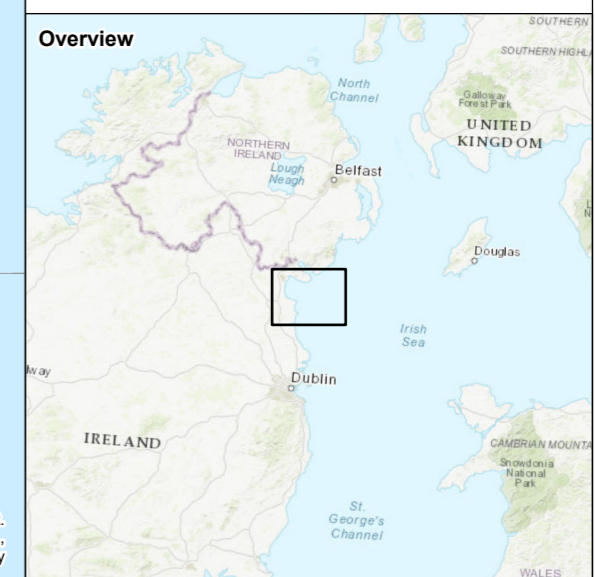 Overview
SOUTHERN
SOUTHERN HIGHL
North
Channel
Galloway
Forest Park
UNITED
KINGDOM
NORTHERN
IRELAND
Lough
Neagh
Belfast
Douglas
Irish
Sea
lway
Dublin
IRELAND
CAMBRIAN MOUNTA
Snowdonia
National
Park
St.
George's
Channel
WALES